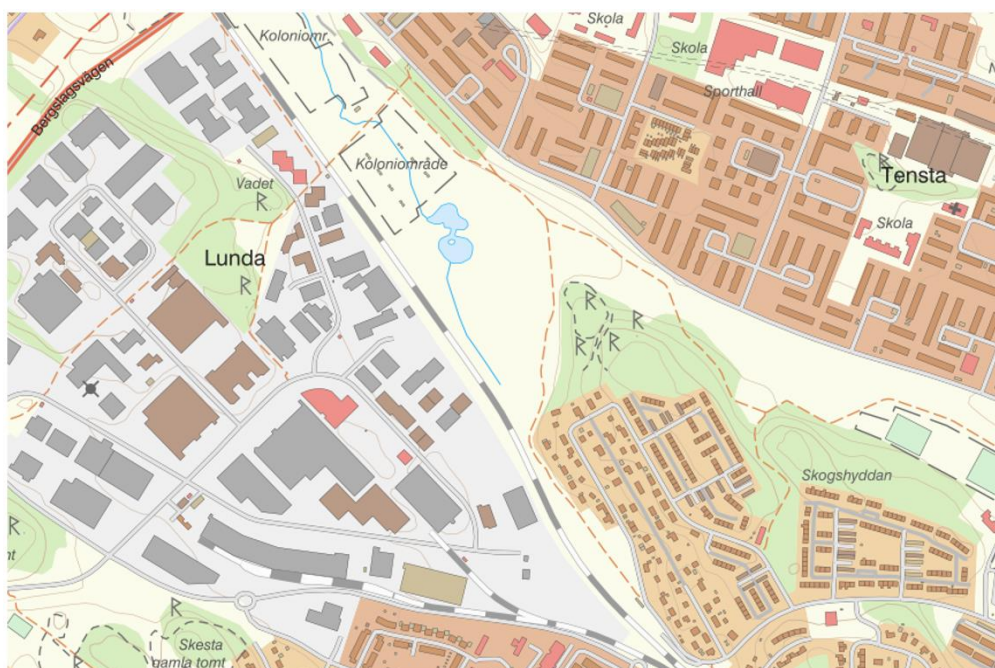 Skola
Koloniomr.
Skola
Bergslagsvägen
Sporthall
Koloniområde
Tensta
Vadet
Skola
Lunda
Skogshyddan
Skesta
gamla tomt